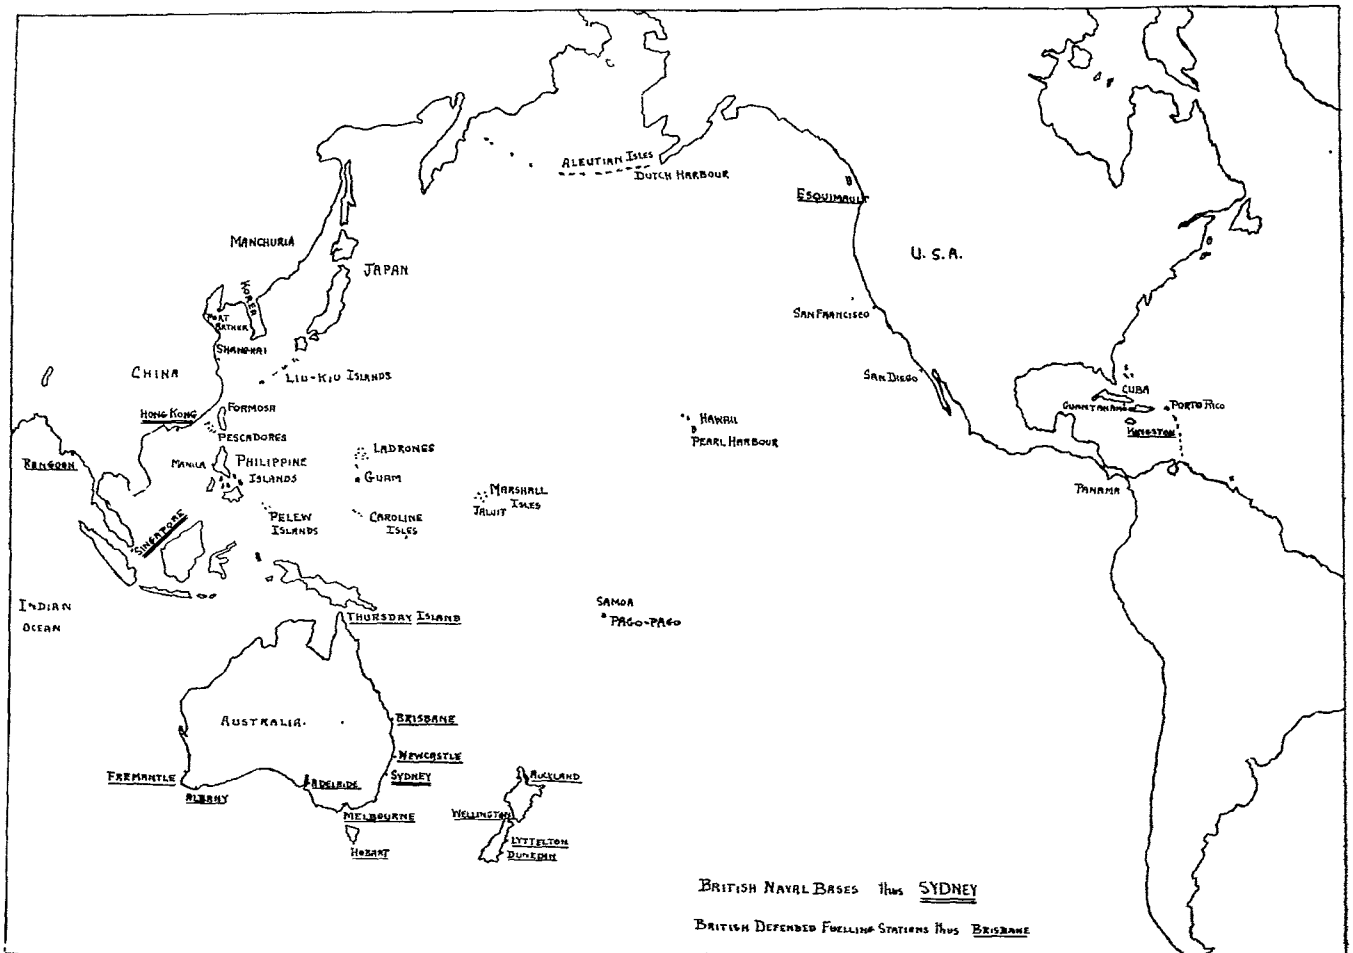 ALEUTIAN ISLES
DUTCH HARBOUR
ESQUIMAULT
MANCHURIA
U.S.A.
JAPAN
KOREA
PORT
ARTHUR
SAN FRANCISCO
SHANGHAI
CHINA
LIU-KIU ISLANDS
SAN DIEGO
CUBA
HONG KONG
FORMOSA
GUANTANAMO
PORTO RICO
PESCADORES
HAWAII
KINGSTON
PEARL HARBOUR
LADRONES
RANGOON
MANILA
PHILIPPINE
ISLANDS
GUAM
MARSHALL
ISLES
JALUIT
PANAMA
PELEW
ISLANDS
CAROLINE
ISLES
SINGAPORE
INDIAN
OCEAN
SAMOA
PAGO-PAGO
THURSDAY ISLAND
AUSTRALIA.
BRISBANE
NEWCASTLE
FREMANTLE
ADELAIDE
SYDNEY
AUCKLAND
ALBANY
MELBOURNE
WELLINGTON
HOBART
LYTTELTON
DUNEDIN
BRITISH NAVAL BASES thus SYDNEY
BRITISH DEFENDED FUELLING STATIONS thus BRISBANE